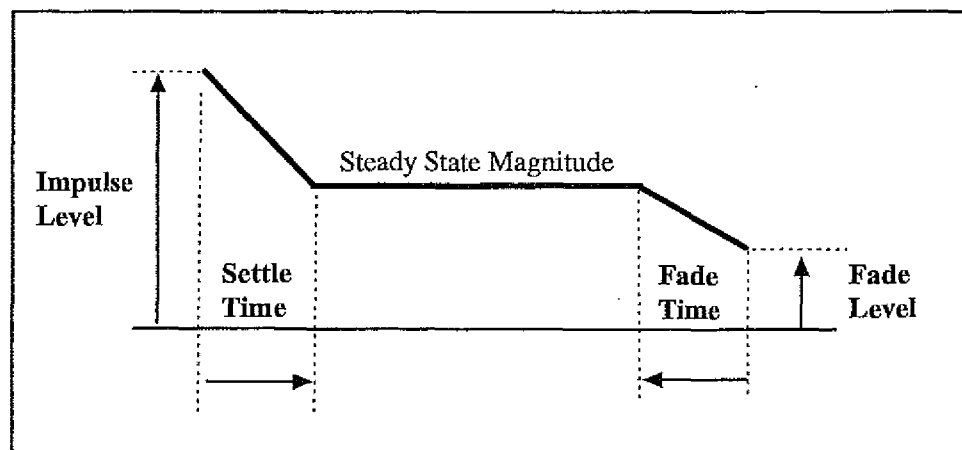 Steady State Magnitude
Impulse
Level
Settle
Time
Fade
Time
Fade
Level